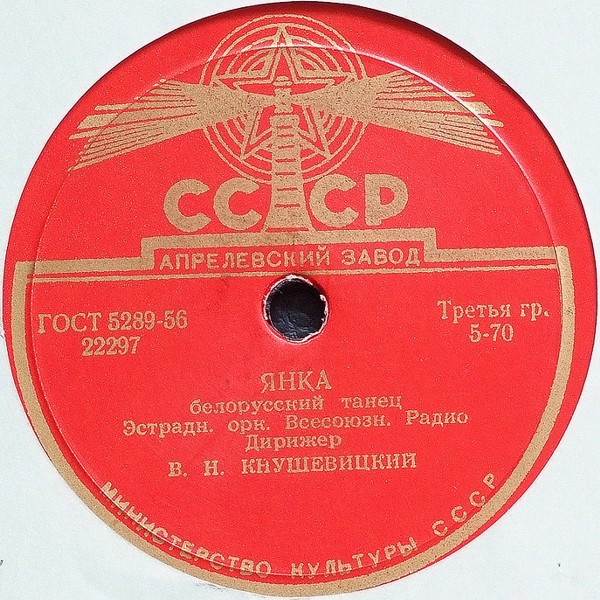 СССР
АПРЕЛЕВСКИЙ ЗАВОД
ГОСТ 5289-56
22297
Третья гр.
5-70
ЯНКА
белорусский танец
Эстрадн. орк. Всесоюзн. Радио
Дирижер
В. Н. КНУШЕВИЦКИЙ
МИНИСТЕРСТВО КУЛЬТУРЫ СССР